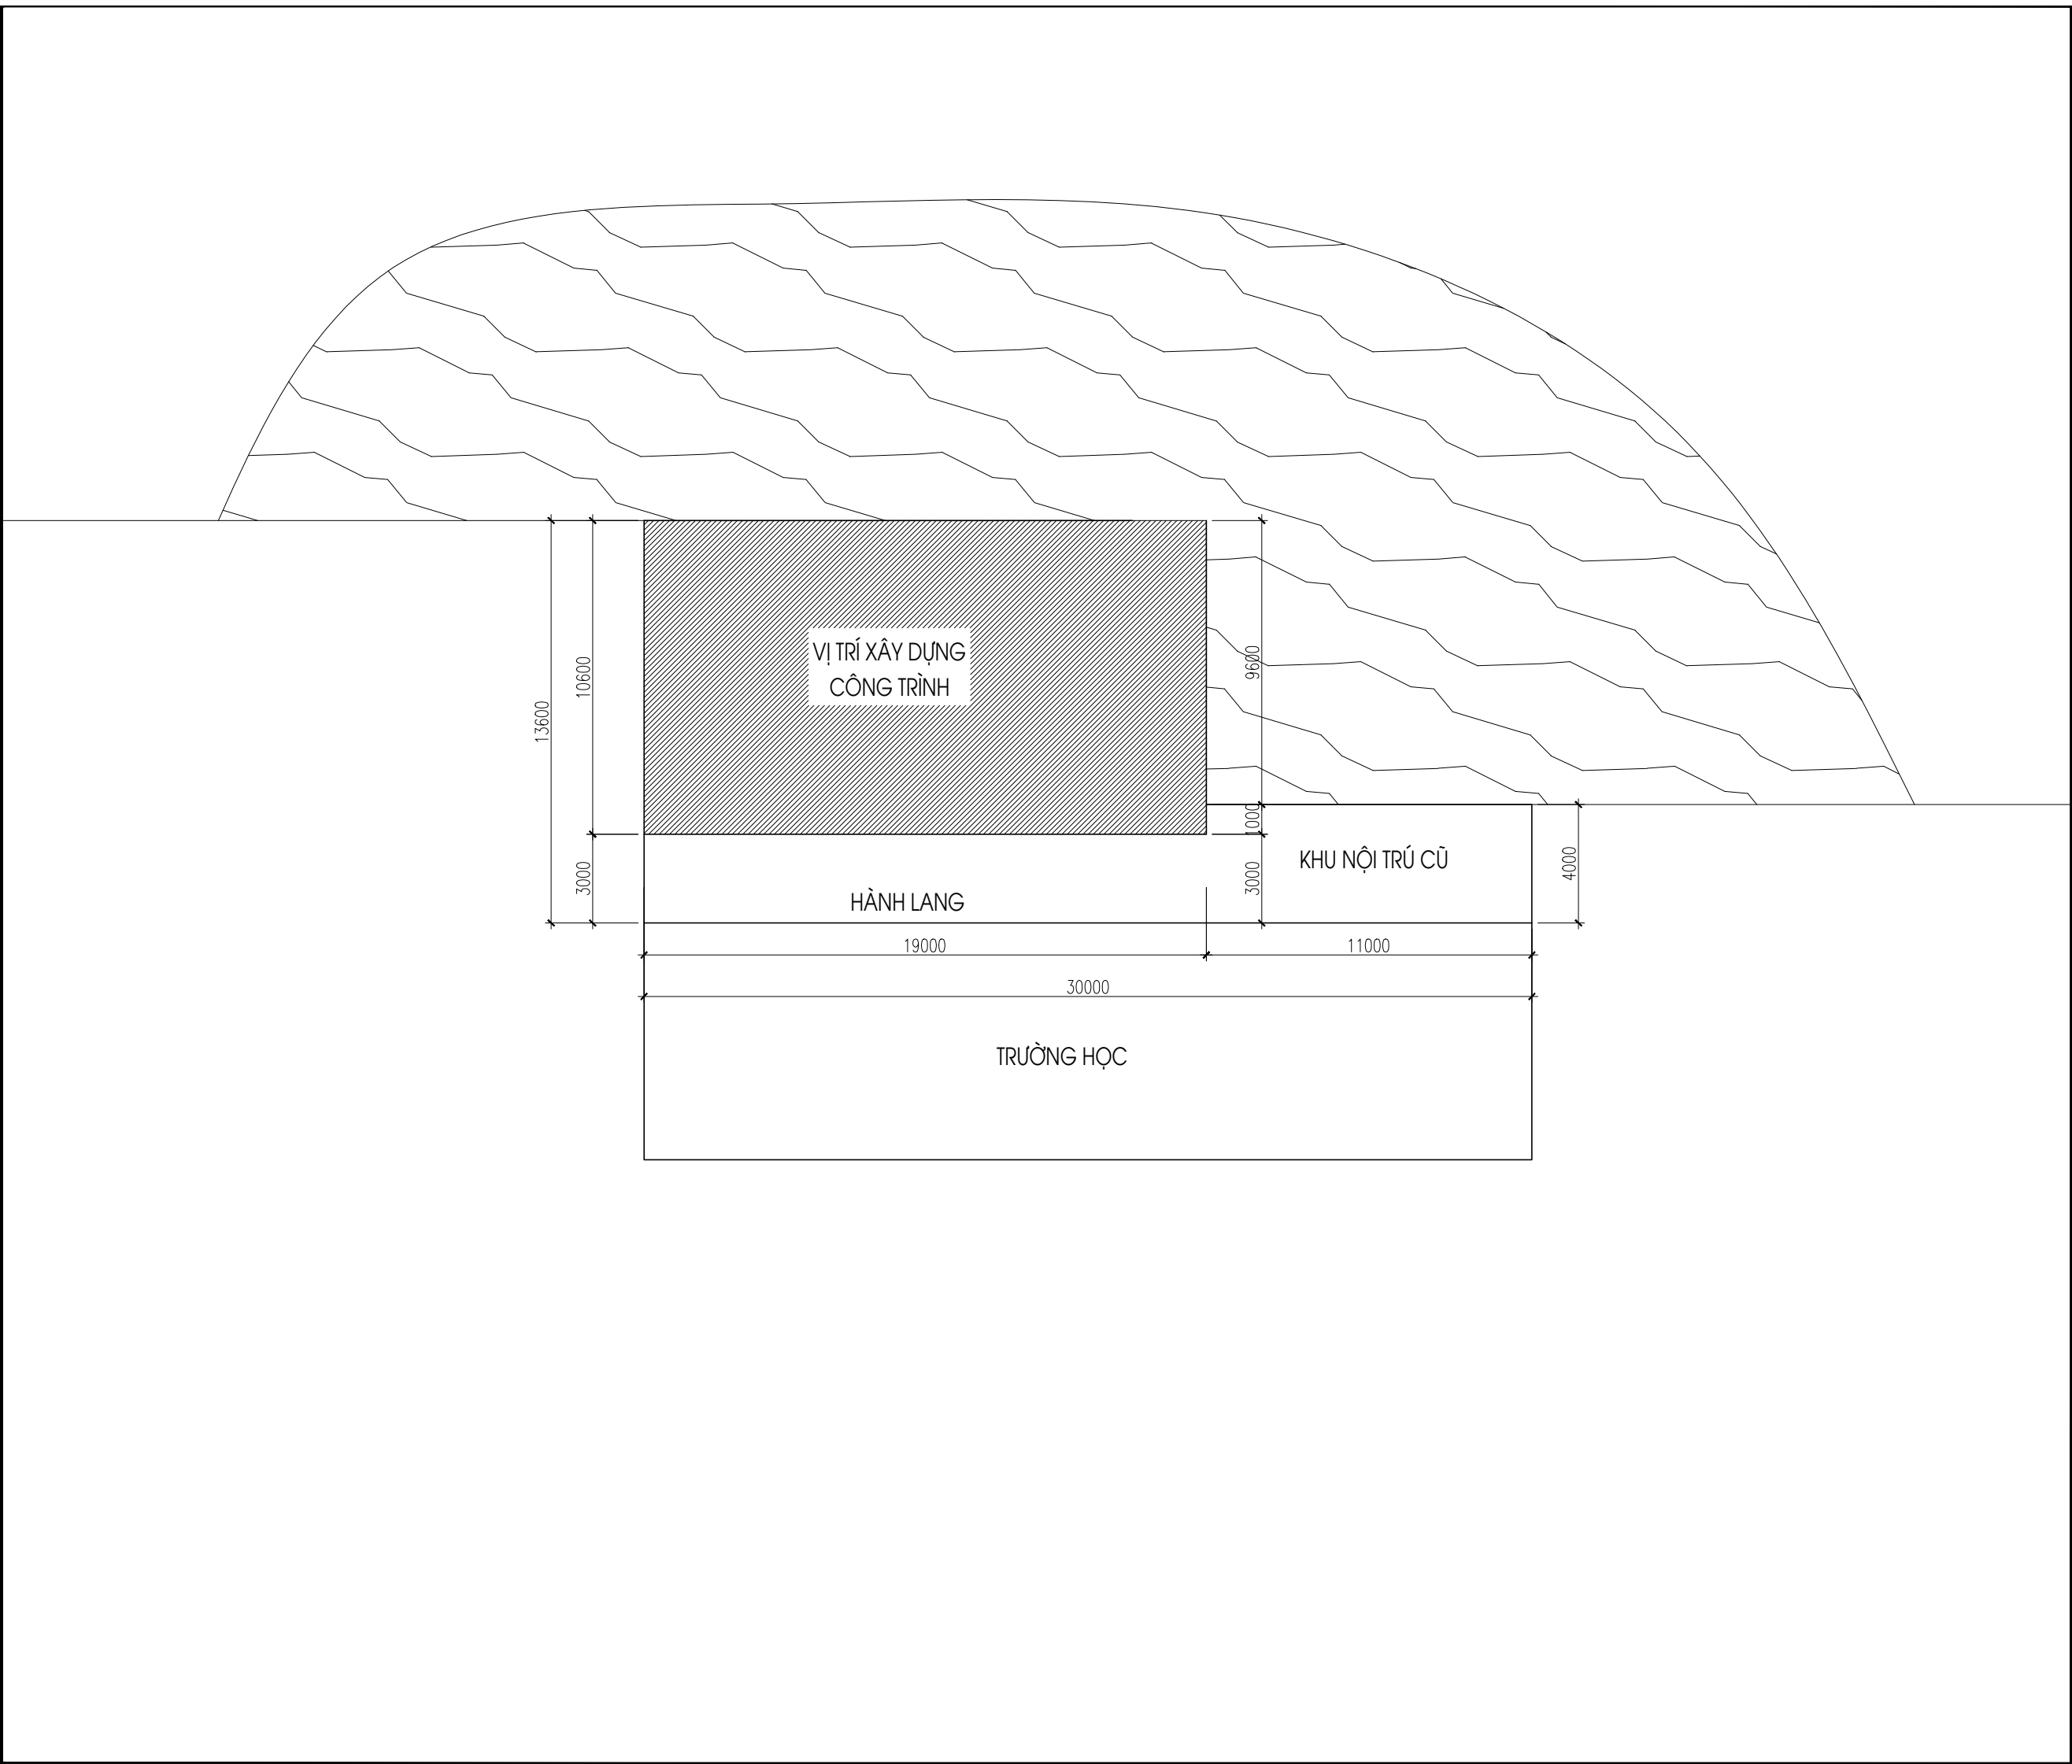 VỊ TRÍ XÂY DỰNG
CÔNG TRÌNH
10600
9600
13600
1000
KHU NỘI TRÚ CŨ
4000
3000
3000
HÀNH LANG
19000
11000
30000
TRƯỜNG HỌC